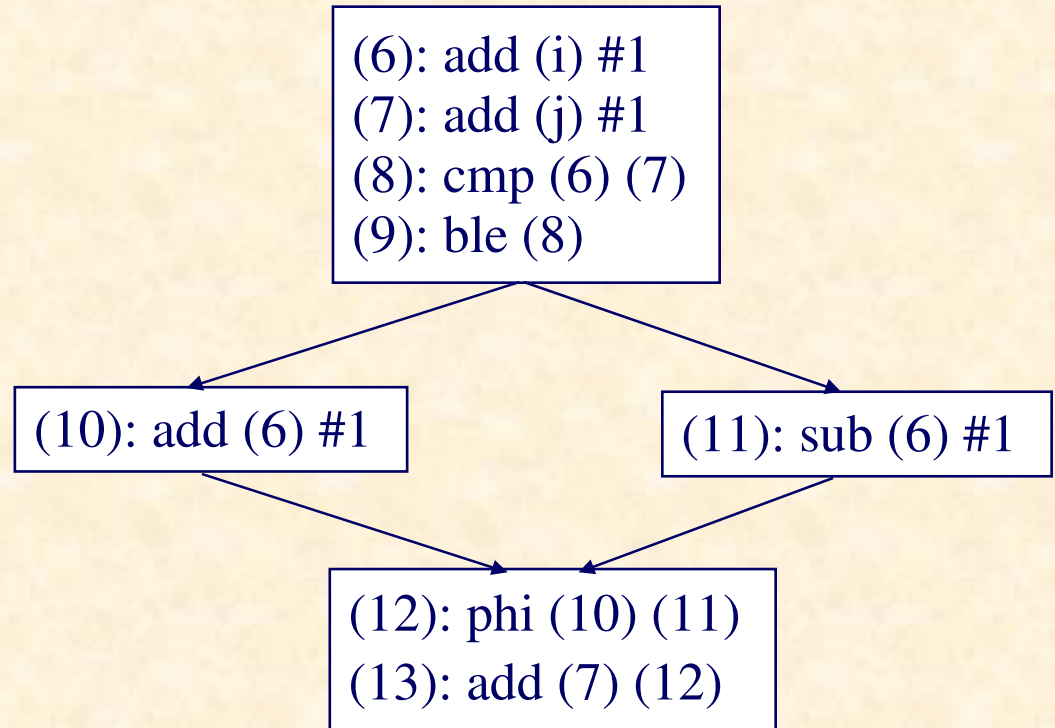 (6): add (i) #1
(7): add (j) #1
(8): cmp (6) (7)
(9): ble (8)
(10): add (6) #1
(11): sub (6) #1
(12): phi (10) (11)
(13): add (7) (12)